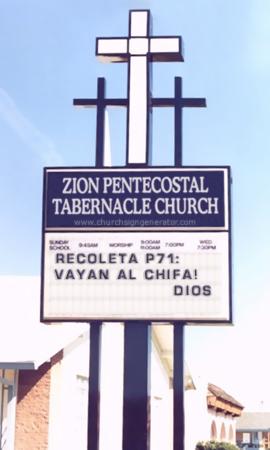 ZION PENTECOSTAL
TABERNACLE CHURCH
www.churchsigngenerator.com
SUNDAY SCHOOL 9:45AM WORSHIP 8:00AM 11:00AM 7:00PM WED 7:30PM
RECOLETA P71:
VAYAN AL CHIFA!
DIOS